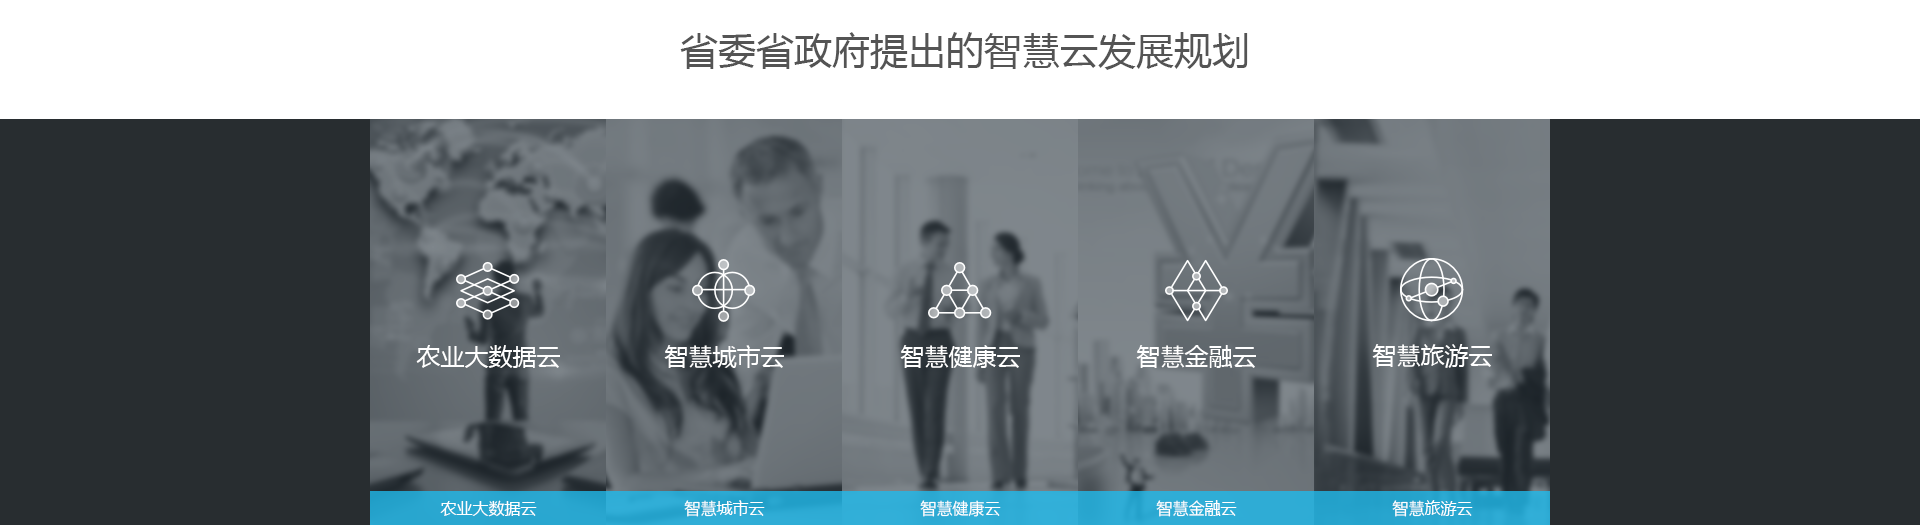 省委省政府提出的智慧云发展规划
农业大数据云
智慧城市云
智慧健康云
智慧金融云
智慧旅游云
农业大数据云
智慧城市云
智慧健康云
智慧金融云
智慧旅游云